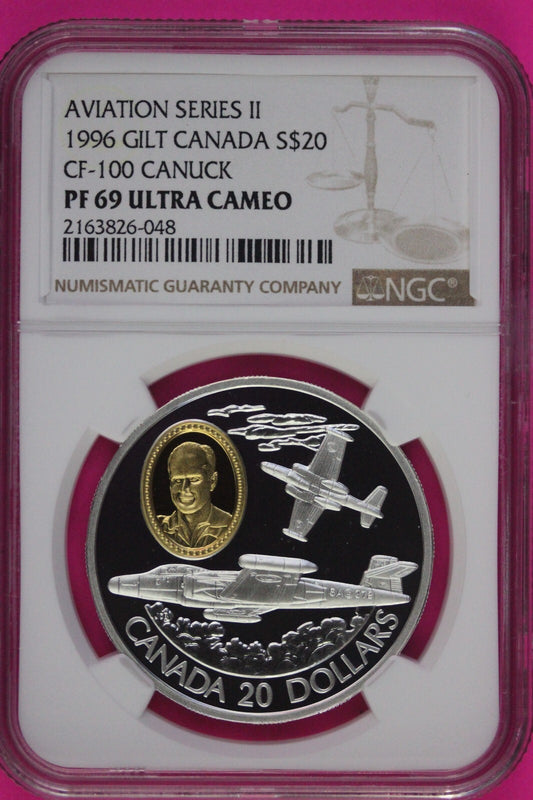 AVIATION SERIES II
1996 GILT CANADA S$20
CF-100 CANUCK
PF 69 ULTRA CAMEO
2163826-048
NUMISMATIC GUARANTY COMPANY
NGC®
CANADA 20 DOLLARS